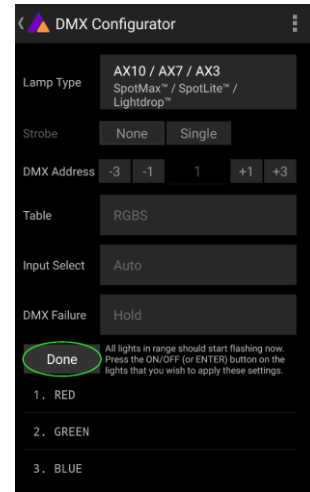 DMX Configurator
Lamp Type
AX10 / AX7 / AX3
SpotMax™ / SpotLite™ /
Lightdrop™
Strobe
None Single
DMX Address -3 -1 1 +1 +3
Table RGBS
Input Select Auto
DMX Failure Hold
Done
All lights in range should start flashing now.
Press the ON/OFF (or ENTER) button on the
lights that you wish to apply these settings.
1. RED
2. GREEN
3. BLUE